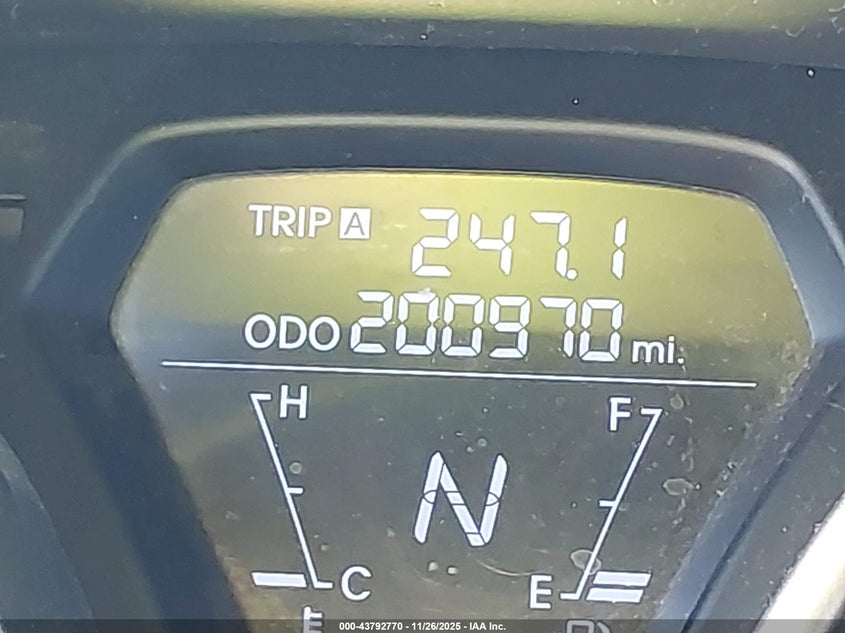 TRIP A 247.1
ODO 200970 mi.
H F
N
C E
000-43792770 - 11/26/2025 - IAA Inc.